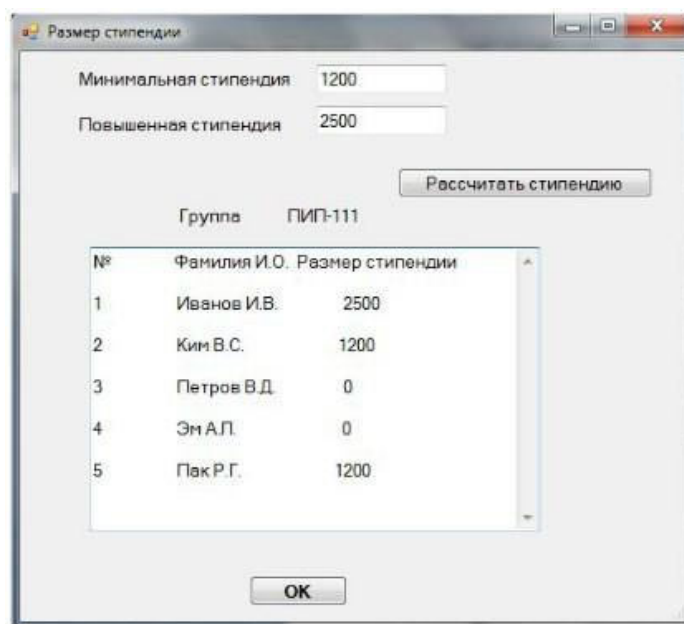 Размер стипендии
Минимальная стипендия 1200
Повышенная стипендия 2500
Рассчитать стипендию
Группа ПИП-111
№ Фамилия И.О. Размер стипендии
1 Иванов И.В. 2500
2 Ким В.С. 1200
3 Петров В.Д. 0
4 Эм А.П. 0
5 Пак Р.Г. 1200
OK